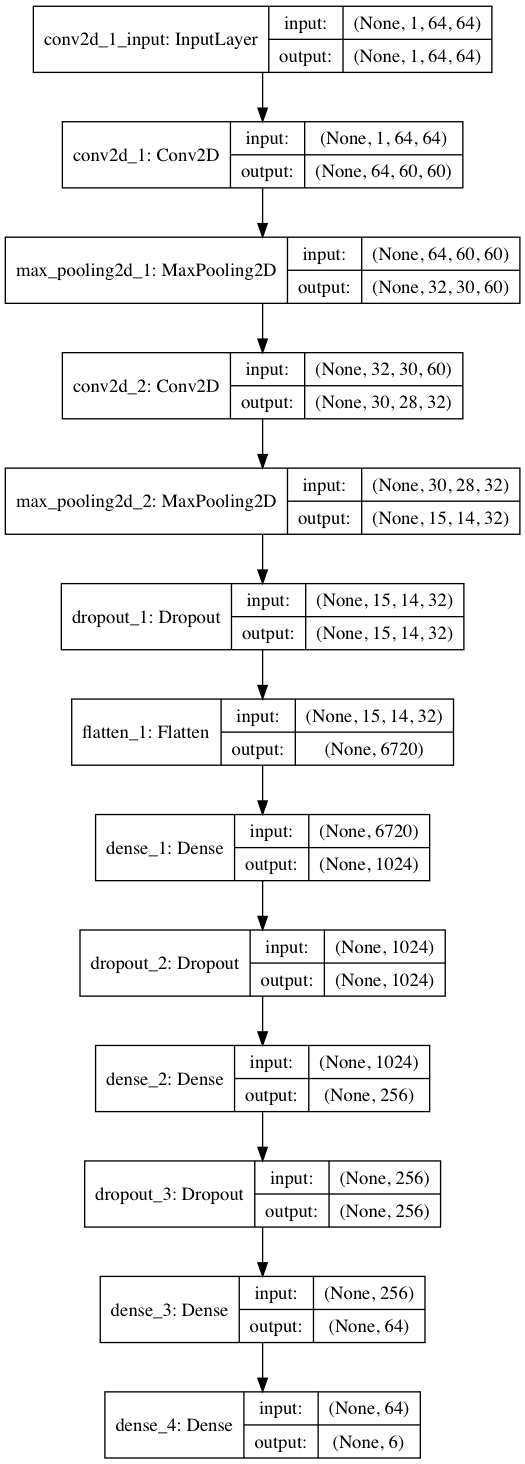 conv2d_1_input: InputLayer
input: (None, 1, 64, 64)
output: (None, 1, 64, 64)
conv2d_1: Conv2D
input: (None, 1, 64, 64)
output: (None, 64, 60, 60)
max_pooling2d_1: MaxPooling2D
input: (None, 64, 60, 60)
output: (None, 32, 30, 60)
conv2d_2: Conv2D
input: (None, 32, 30, 60)
output: (None, 30, 28, 32)
max_pooling2d_2: MaxPooling2D
input: (None, 30, 28, 32)
output: (None, 15, 14, 32)
dropout_1: Dropout
input: (None, 15, 14, 32)
output: (None, 15, 14, 32)
flatten_1: Flatten
input: (None, 15, 14, 32)
output: (None, 6720)
dense_1: Dense
input: (None, 6720)
output: (None, 1024)
dropout_2: Dropout
input: (None, 1024)
output: (None, 1024)
dense_2: Dense
input: (None, 1024)
output: (None, 256)
dropout_3: Dropout
input: (None, 256)
output: (None, 256)
dense_3: Dense
input: (None, 256)
output: (None, 64)
dense_4: Dense
input: (None, 64)
output: (None, 6)